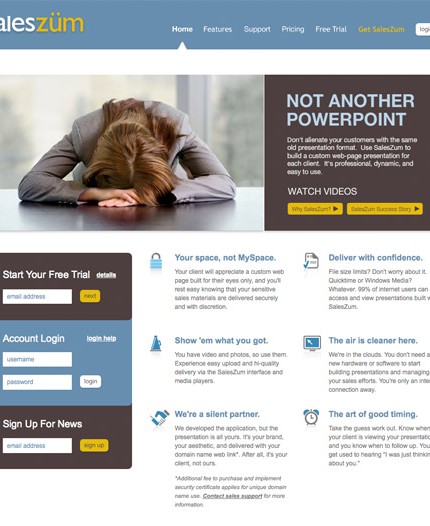 aleszüm
Home Features Support Pricing Free Trial Get SalesZum login
NOT ANOTHER
POWERPOINT
Don't alienate your customers with the same
old presentation format. Use SalesZum to
build a custom web-page presentation for
each client. It's professional, dynamic, and
easy to use.
WATCH VIDEOS
Why SalesZum? SalesZum Success Story
Start Your Free Trial details
email address next
Account Login login help
username
password login
Sign Up For News
email address sign up
Your space, not MySpace.
Your client will appreciate a custom web
page built for their eyes only, and you'll
rest easy knowing that your sensitive
sales materials are delivered securely
and with discretion.
Deliver with confidence.
File size limits? Don't worry about it.
Quicktime or Windows Media?
Whatever. 99% of internet users can
access and view presentations built w
SalesZum.
Show 'em what you got.
You have video and photos, so use them.
Experience easy upload and hi-quality
delivery via the SalesZum interface and
media players.
The air is cleaner here.
We're in the clouds. You don't need a
new hardware or software to start
building presentations and managing
your sales efforts. You're only an inte
connection away.
We're a silent partner.
We developed the application, but the
presentation is all yours. It's your brand,
your aesthetic, and delivered with your
domain name web link*. After all, it's your
client, not ours.
*Additional fee to purchase and implement
security certificate applies for unique domain
name use. Contact sales support for more
information.
The art of good timing.
Take the guess work out. Know when
your client is viewing your presentatio
and you know when to follow up. You
get used to hearing "I was just thinkin
about you."